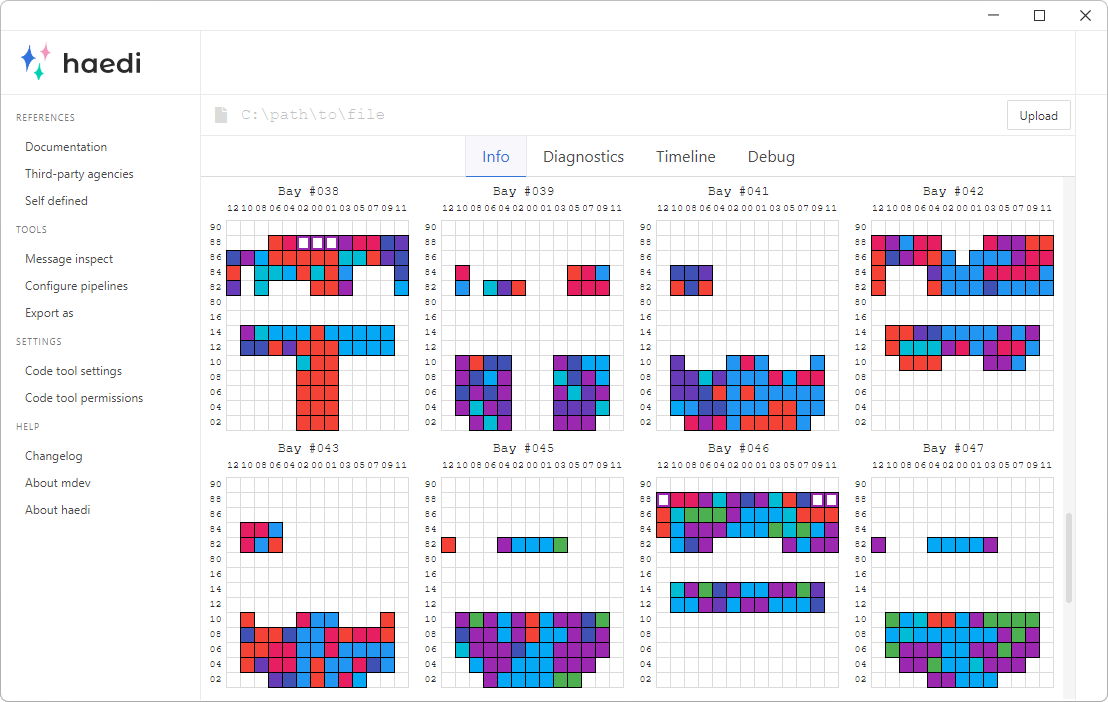 haedi
REFERENCES
Documentation
Third-party agencies
Self defined
TOOLS
Message inspect
Configure pipelines
Export as
SETTINGS
Code tool settings
Code tool permissions
HELP
Changelog
About mdev
About haedi
C:\path\to\file
Upload
Info Diagnostics Timeline Debug
Bay #038 Bay #039 Bay #041 Bay #042
12 10 08 06 04 02 00 01 03 05 07 09 11 12 10 08 06 04 02 00 01 03 05 07 09 11 12 10 08 06 04 02 00 01 03 05 07 09 11 12 10 08 06 04 02 00 01 03 05 07 09 11
90 90 90 90
88 88 88 88
86 86 86 86
84 84 84 84
82 82 82 82
80 80 80 80
16 16 16 16
14 14 14 14
12 12 12 12
10 10 10 10
08 08 08 08
06 06 06 06
04 04 04 04
02 02 02 02
Bay #043 Bay #045 Bay #046 Bay #047
12 10 08 06 04 02 00 01 03 05 07 09 11 12 10 08 06 04 02 00 01 03 05 07 09 11 12 10 08 06 04 02 00 01 03 05 07 09 11 12 10 08 06 04 02 00 01 03 05 07 09 11
90 90 90 90
88 88 88 88
86 86 86 86
84 84 84 84
82 82 82 82
80 80 80 80
16 16 16 16
14 14 14 14
12 12 12 12
10 10 10 10
08 08 08 08
06 06 06 06
04 04 04 04
02 02 02 02